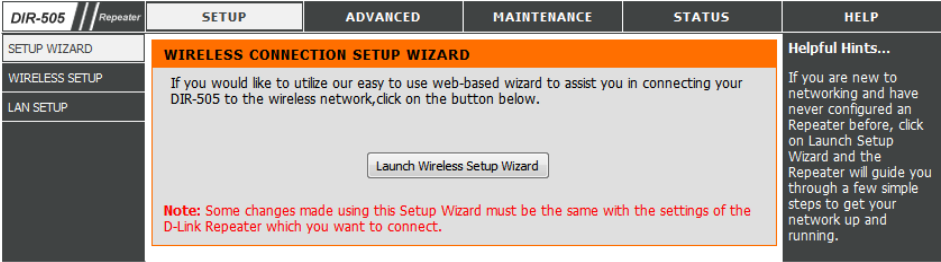 DIR-505 // Repeater
SETUP
ADVANCED
MAINTENANCE
STATUS
HELP
SETUP WIZARD
WIRELESS SETUP
LAN SETUP
WIRELESS CONNECTION SETUP WIZARD
If you would like to utilize our easy to use web-based wizard to assist you in connecting your
DIR-505 to the wireless network,click on the button below.
Launch Wireless Setup Wizard
Note: Some changes made using this Setup Wizard must be the same with the settings of the
D-Link Repeater which you want to connect.
Helpful Hints...
If you are new to
networking and have
never configured an
Repeater before, click
on Launch Setup
Wizard and the
Repeater will guide you
through a few simple
steps to get your
network up and
running.